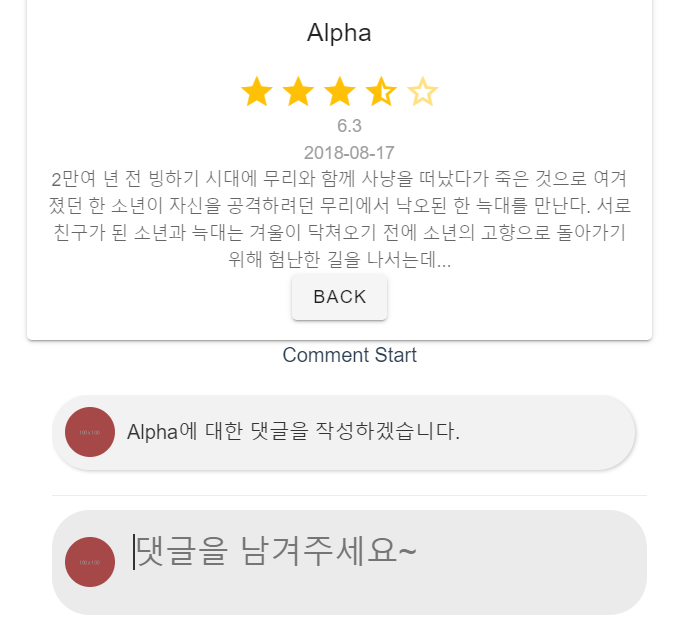 Alpha
6.3
2018-08-17
2만여 년 전 빙하기 시대에 무리와 함께 사냥을 떠났다가 죽은 것으로 여겨
졌던 한 소년이 자신을 공격하려던 무리에서 낙오된 한 늑대를 만난다. 서로
친구가 된 소년과 늑대는 겨울이 닥쳐오기 전에 소년의 고향으로 돌아가기
위해 험난한 길을 나서는데...
BACK
Comment Start
Alpha에 대한 댓글을 작성하겠습니다.
댓글을 남겨주세요~